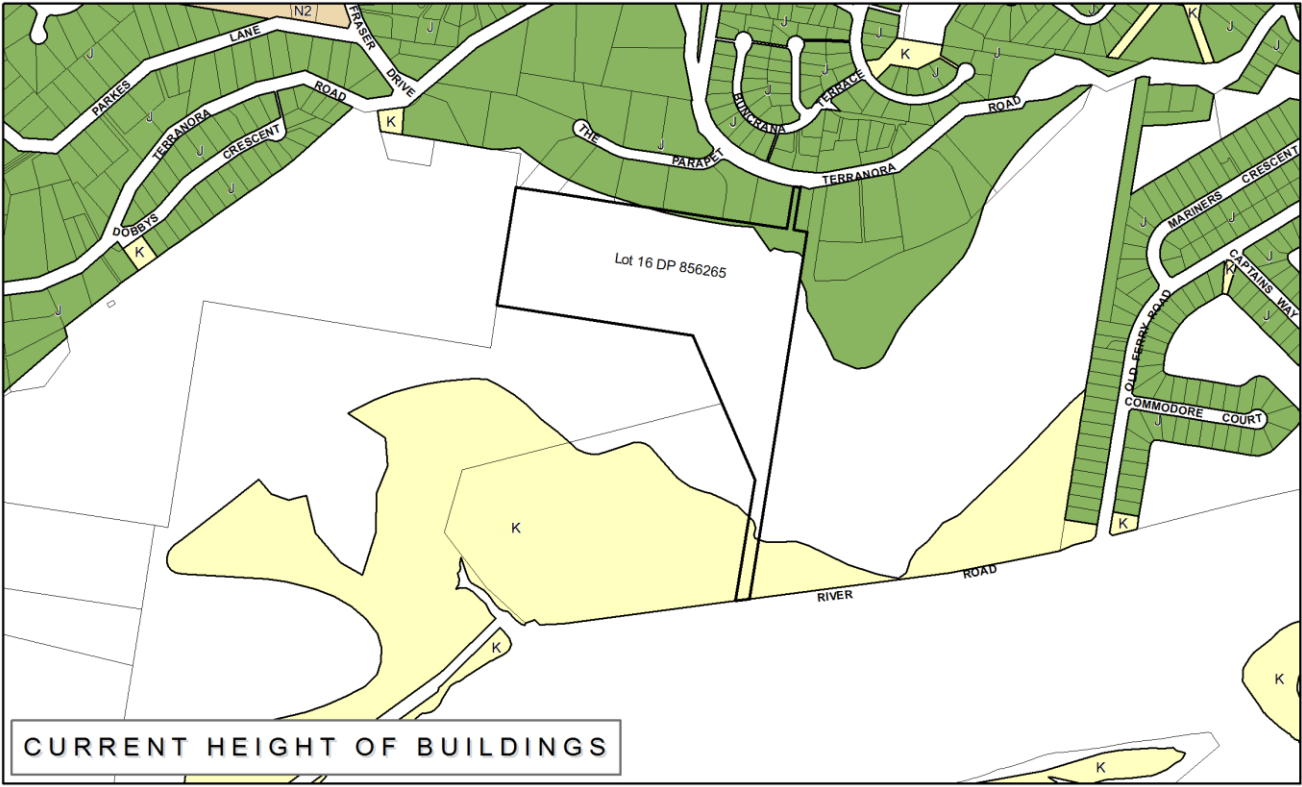 N2
J
K
J
J
J
J
K
FRASER
DRIVE
LANE
PARKES
J
K
J
J
J
TERRACE
BUNCRANA
J
ROAD
ROAD
TERRANORA
CRESCENT
J
J
J
K
THE
PARAPET
J
TERRANORA
DOBBYS
K
J
MARINERS
CRESCENT
J
J
CAPTAINS
WAY
K
J
J
Lot 16 DP 856265
OLD FERRY ROAD
COMMODORE
COURT
J
K
K
ROAD
RIVER
K
K
K
CURRENT HEIGHT OF BUILDINGS